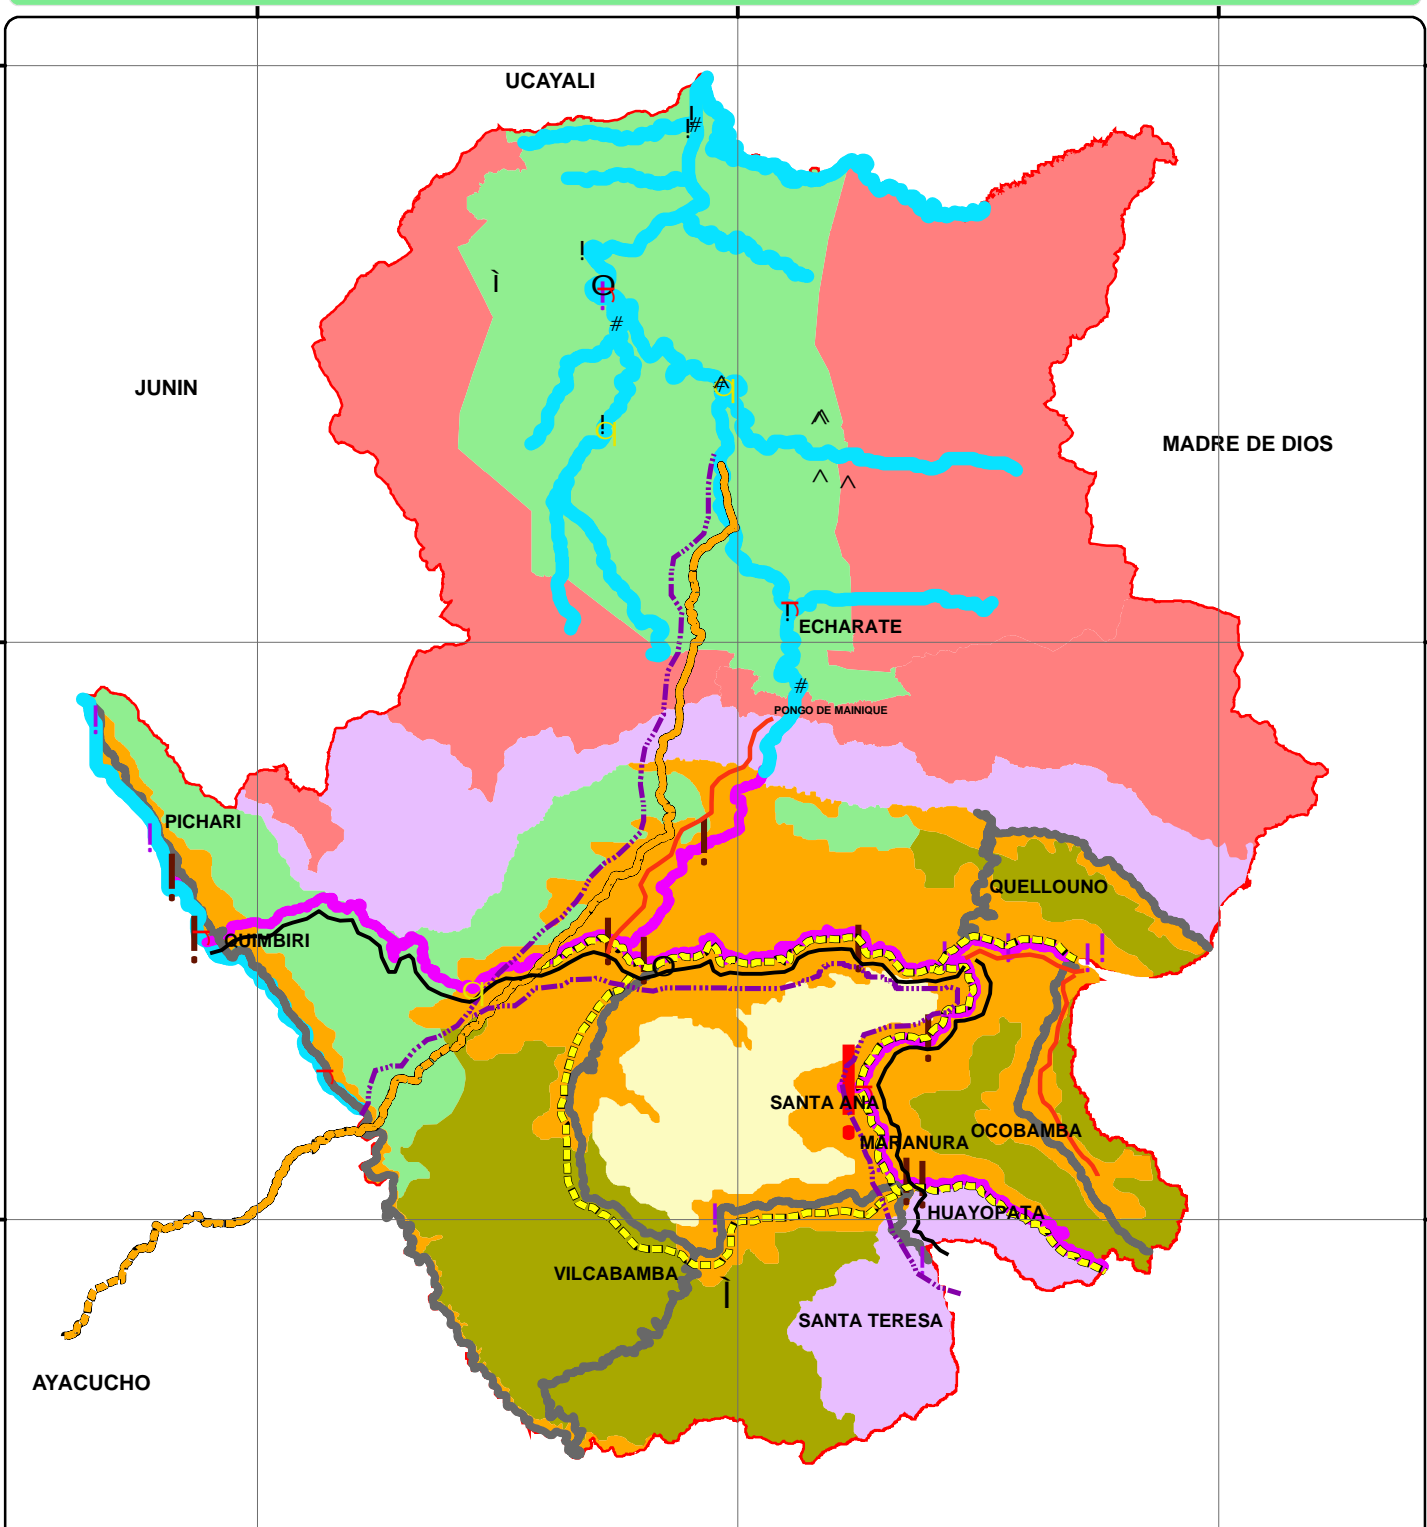 UCAYALI
JUNIN
MADRE DE DIOS
ECHARATE
PONGO DE MAINIQUE
PICHARI
QUELLOUNO
QUIMBIRI
SANTA ANA
OCOBAMBA
MARANURA
HUAYOPATA
VILCABAMBA
SANTA TERESA
AYACUCHO